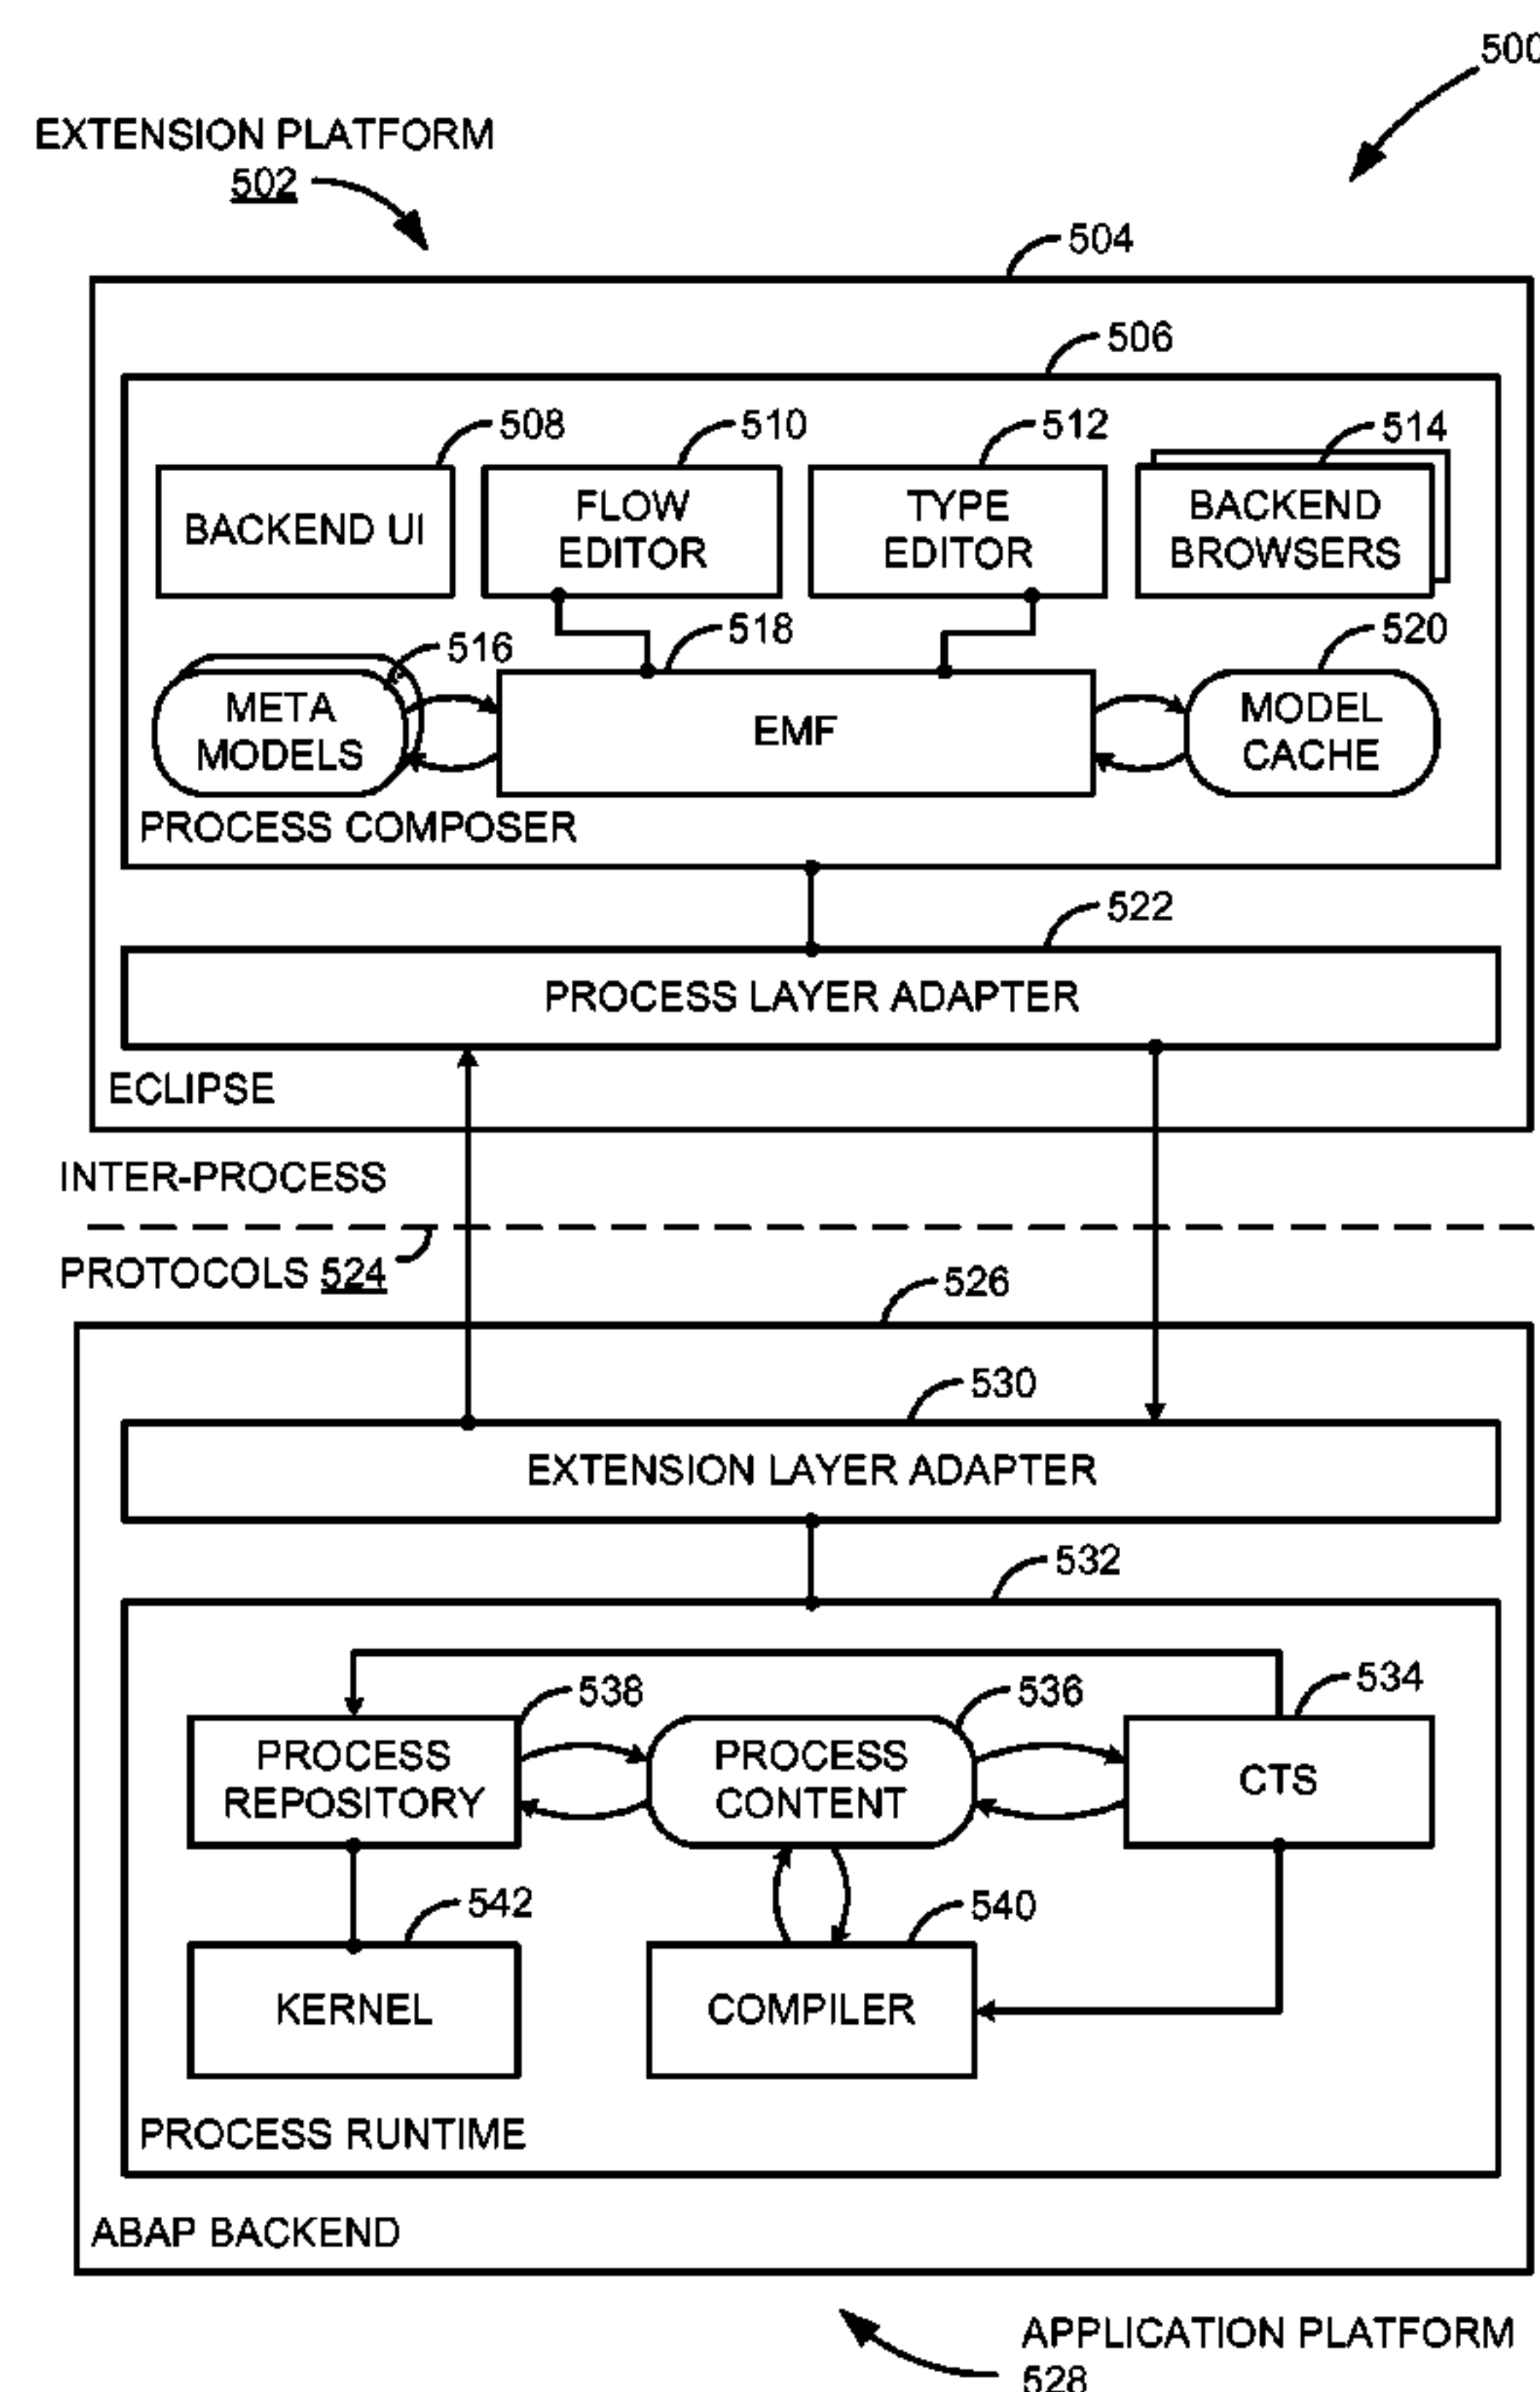 500
EXTENSION PLATFORM
502
504
506
508
510
512
514
BACKEND UI
FLOW
EDITOR
TYPE
EDITOR
BACKEND
BROWSERS
516
518
520
META
MODELS
EMF
MODEL
CACHE
PROCESS COMPOSER
522
PROCESS LAYER ADAPTER
ECLIPSE
INTER-PROCESS
PROTOCOLS 524
526
530
EXTENSION LAYER ADAPTER
532
538
536
534
PROCESS
REPOSITORY
PROCESS
CONTENT
CTS
542
540
KERNEL
COMPILER
PROCESS RUNTIME
ABAP BACKEND
APPLICATION PLATFORM
528